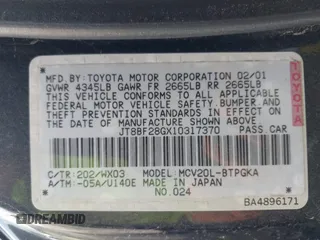 MFD.BY:TOYOTA MOTOR CORPORATION 02/01
GVWR 4345LB GAWR FR 2665LB RR 2665LB
THIS VEHICLE CONFORMS TO ALL APPLICABLE
FEDERAL MOTOR VEHICLE SAFETY,BUMPER,AND
THEFT PREVENTION STANDARDS IN EFFECT ON
THE DATE OF MANUFACTURE SHOWN ABOVE.
JT8BF28GX10317370 PASS.CAR
C/TR:202/WX03 MODEL:MCV20L-BTPGKA
A/TM:-05A/U140E MADE IN JAPAN
NO.024
BA4896171
TOYOTA
DREAMBID